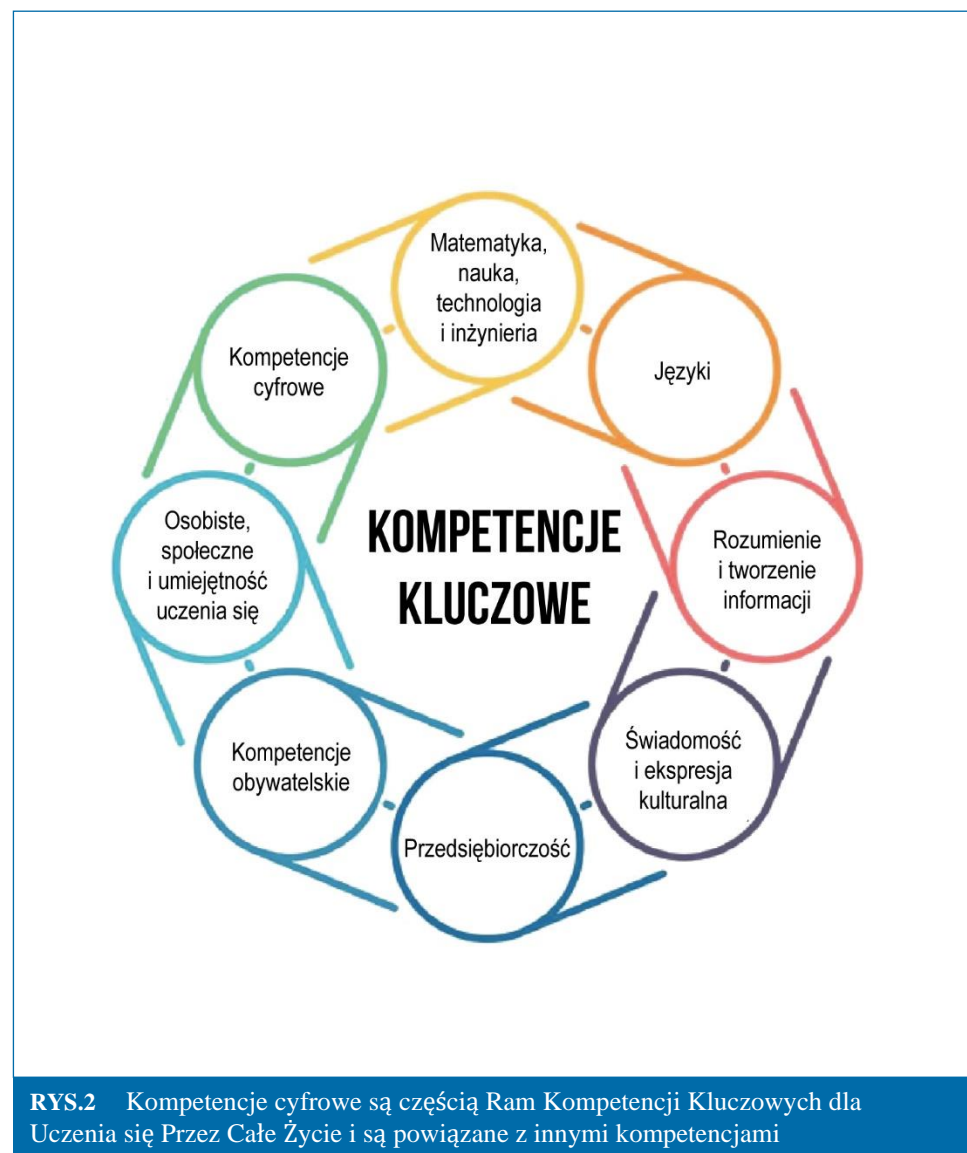 Matematyka,
nauka,
technologia
i inżynieria
Kompetencje
cyfrowe
Języki
Osobiste,
społeczne
i umiejętność
uczenia się
KOMPETENCJE
KLUCZOWE
Rozumienie
i tworzenie
informacji
Kompetencje
obywatelskie
Świadomość
i ekspresja
kulturalna
Przedsiębiorczość
RYS.2 Kompetencje cyfrowe są częścią Ram Kompetencji Kluczowych dla
Uczenia się Przez Całe Życie i są powiązane z innymi kompetencjami